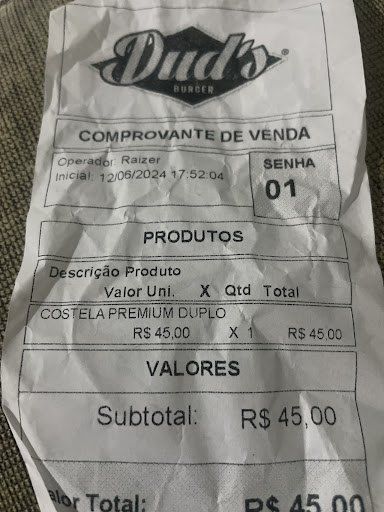 Dud's
BURGER
COMPROVANTE DE VENDA
Operador: Raizer
Inicial: 12/06/2024 17:52:04
SENHA
01
PRODUTOS
Descrição Produto
Valor Uni. X Qtd Total
COSTELA PREMIUM DUPLO
R$ 45,00 X 1 R$ 45,00
VALORES
Subtotal: R$ 45,00
alor Total: R$ 45,00